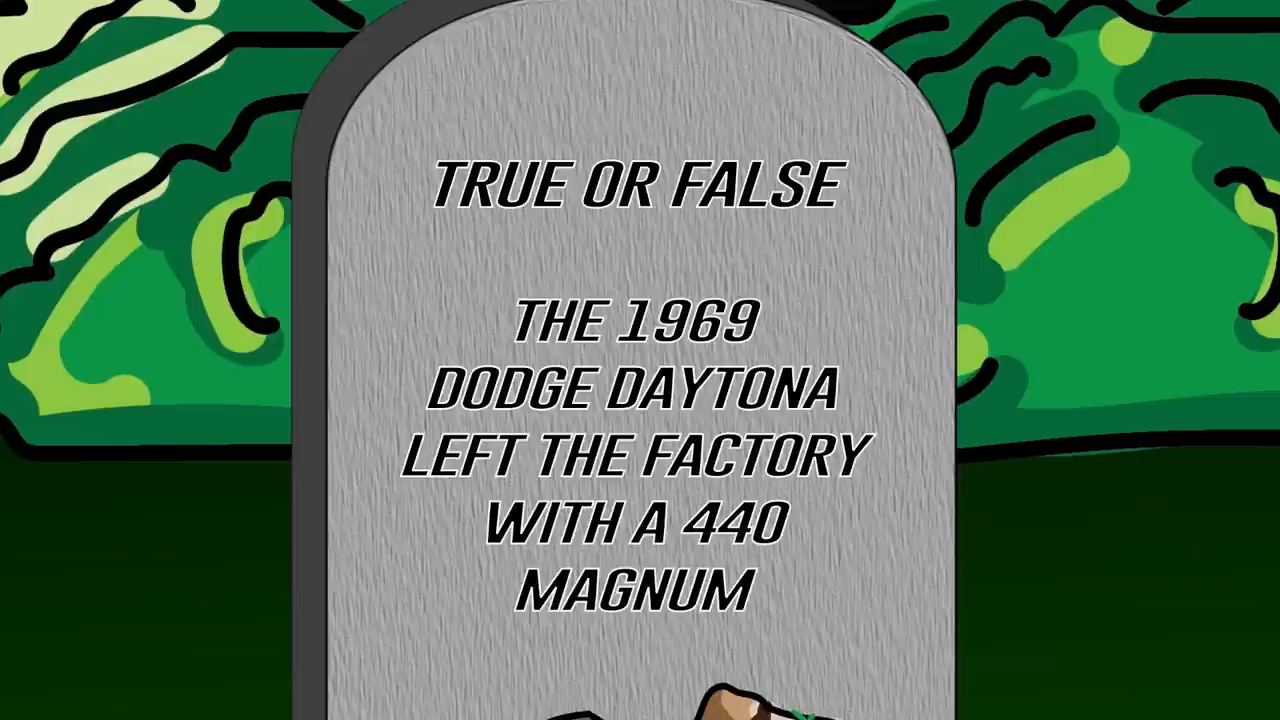 TRUE OR FALSE
THE 1969
DODGE DAYTONA
LEFT THE FACTORY
WITH A 440
MAGNUM